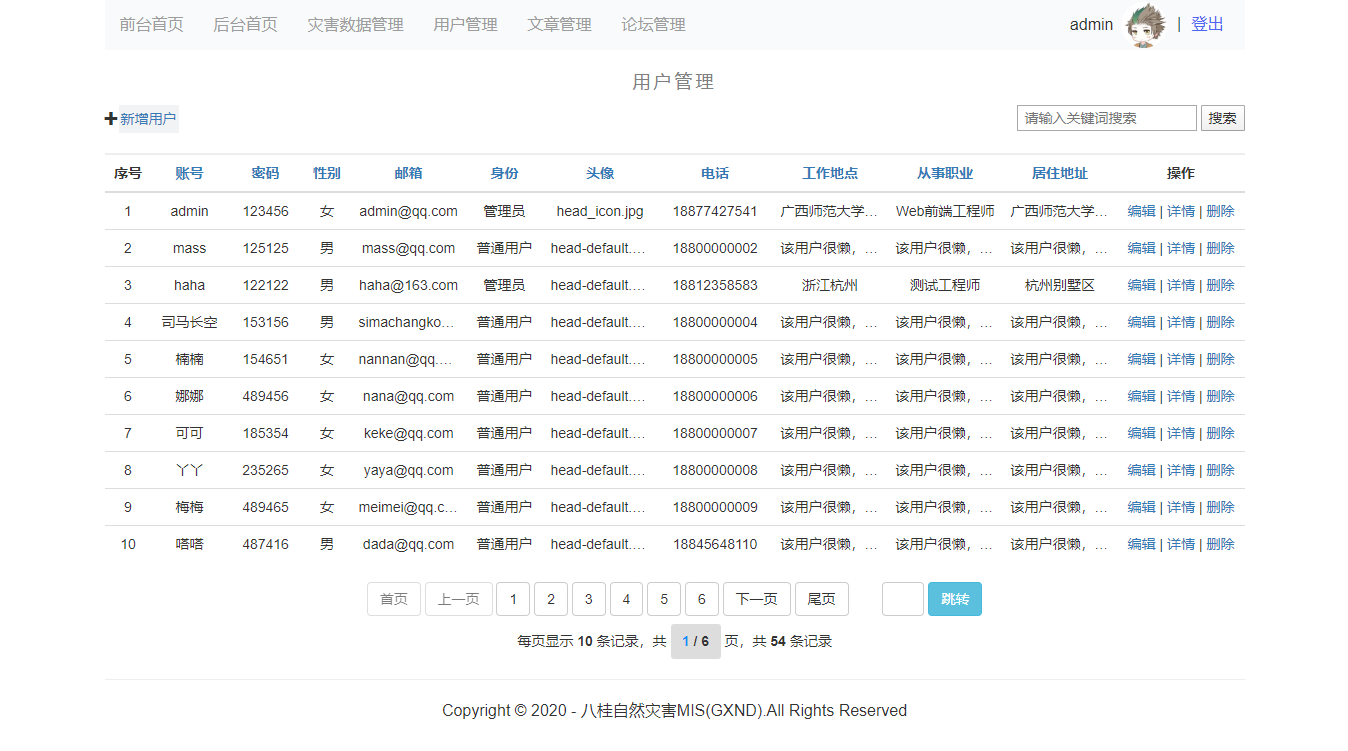 前台首页 后台首页 灾害数据管理 用户管理 文章管理 论坛管理 admin | 登出
用户管理
新增用户 请输入关键词搜索 搜索
序号 账号 密码 性别 邮箱 身份 头像 电话 工作地点 从事职业 居住地址 操作
1 admin 123456 女 admin@qq.com 管理员 head_icon.jpg 18877427541 广西师范大学… Web前端工程师 广西师范大学… 编辑 | 详情 | 删除
2 mass 125125 男 mass@qq.com 普通用户 head-default.… 18800000002 该用户很懒，… 该用户很懒，… 该用户很懒，… 编辑 | 详情 | 删除
3 haha 122122 男 haha@163.com 管理员 head-default.… 18812358583 浙江杭州 测试工程师 杭州别墅区 编辑 | 详情 | 删除
4 司马长空 153156 男 simachangko… 普通用户 head-default.… 18800000004 该用户很懒，… 该用户很懒，… 该用户很懒，… 编辑 | 详情 | 删除
5 楠楠 154651 女 nannan@qq.… 普通用户 head-default.… 18800000005 该用户很懒，… 该用户很懒，… 该用户很懒，… 编辑 | 详情 | 删除
6 娜娜 489456 女 nana@qq.com 普通用户 head-default.… 18800000006 该用户很懒，… 该用户很懒，… 该用户很懒，… 编辑 | 详情 | 删除
7 可可 185354 女 keke@qq.com 普通用户 head-default.… 18800000007 该用户很懒，… 该用户很懒，… 该用户很懒，… 编辑 | 详情 | 删除
8 丫丫 235265 女 yaya@qq.com 普通用户 head-default.… 18800000008 该用户很懒，… 该用户很懒，… 该用户很懒，… 编辑 | 详情 | 删除
9 梅梅 489465 女 meimei@qq.c… 普通用户 head-default.… 18800000009 该用户很懒，… 该用户很懒，… 该用户很懒，… 编辑 | 详情 | 删除
10 嗒嗒 487416 男 dada@qq.com 普通用户 head-default.… 18845648110 该用户很懒，… 该用户很懒，… 该用户很懒，… 编辑 | 详情 | 删除
首页 上一页 1 2 3 4 5 6 下一页 尾页 跳转
每页显示 10 条记录，共 1 / 6 页，共 54 条记录
Copyright © 2020 - 八桂自然灾害MIS(GXND).All Rights Reserved